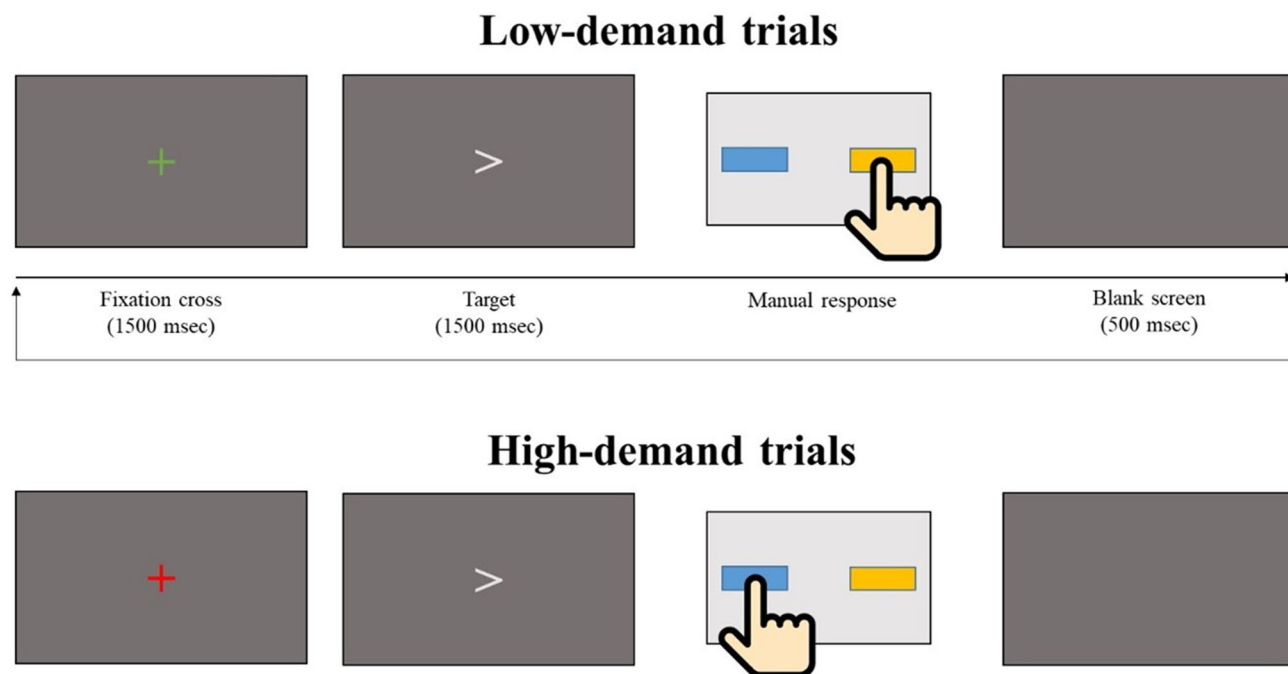 Low-demand trials
+
>
Fixation cross
(1500 msec)
Target
(1500 msec)
Manual response
Blank screen
(500 msec)
High-demand trials
+
>